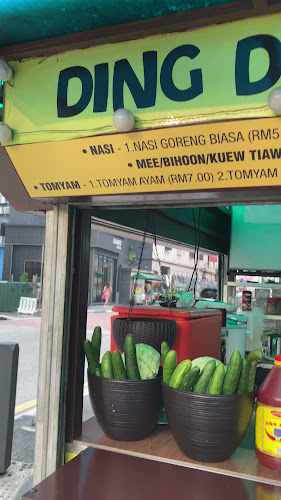 DING D
• NASI - 1.NASI GORENG BIASA (RM5
• MEE/BIHOON/KUEW TIAW
• TOMYAM - 1.TOMYAM AYAM (RM7.00) 2.TOMYAM